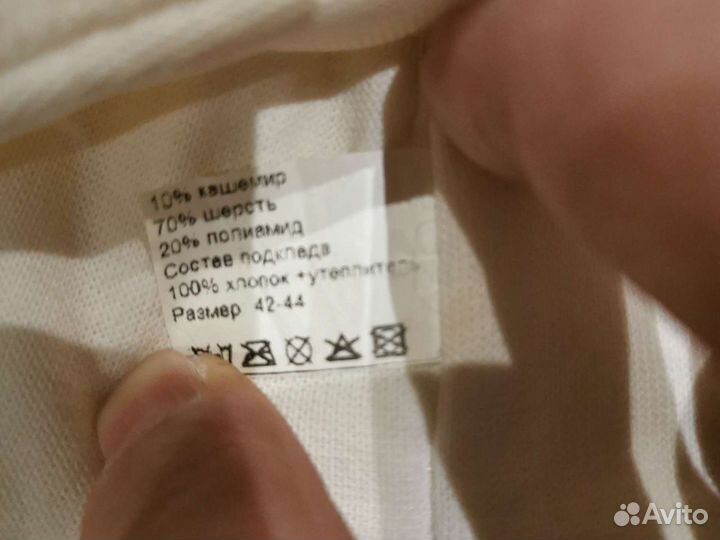 10% кашемир
70% шерсть
20% полиамид
Состав подклада
100% хлопок +утеплитель
Размер 42-44
Avito